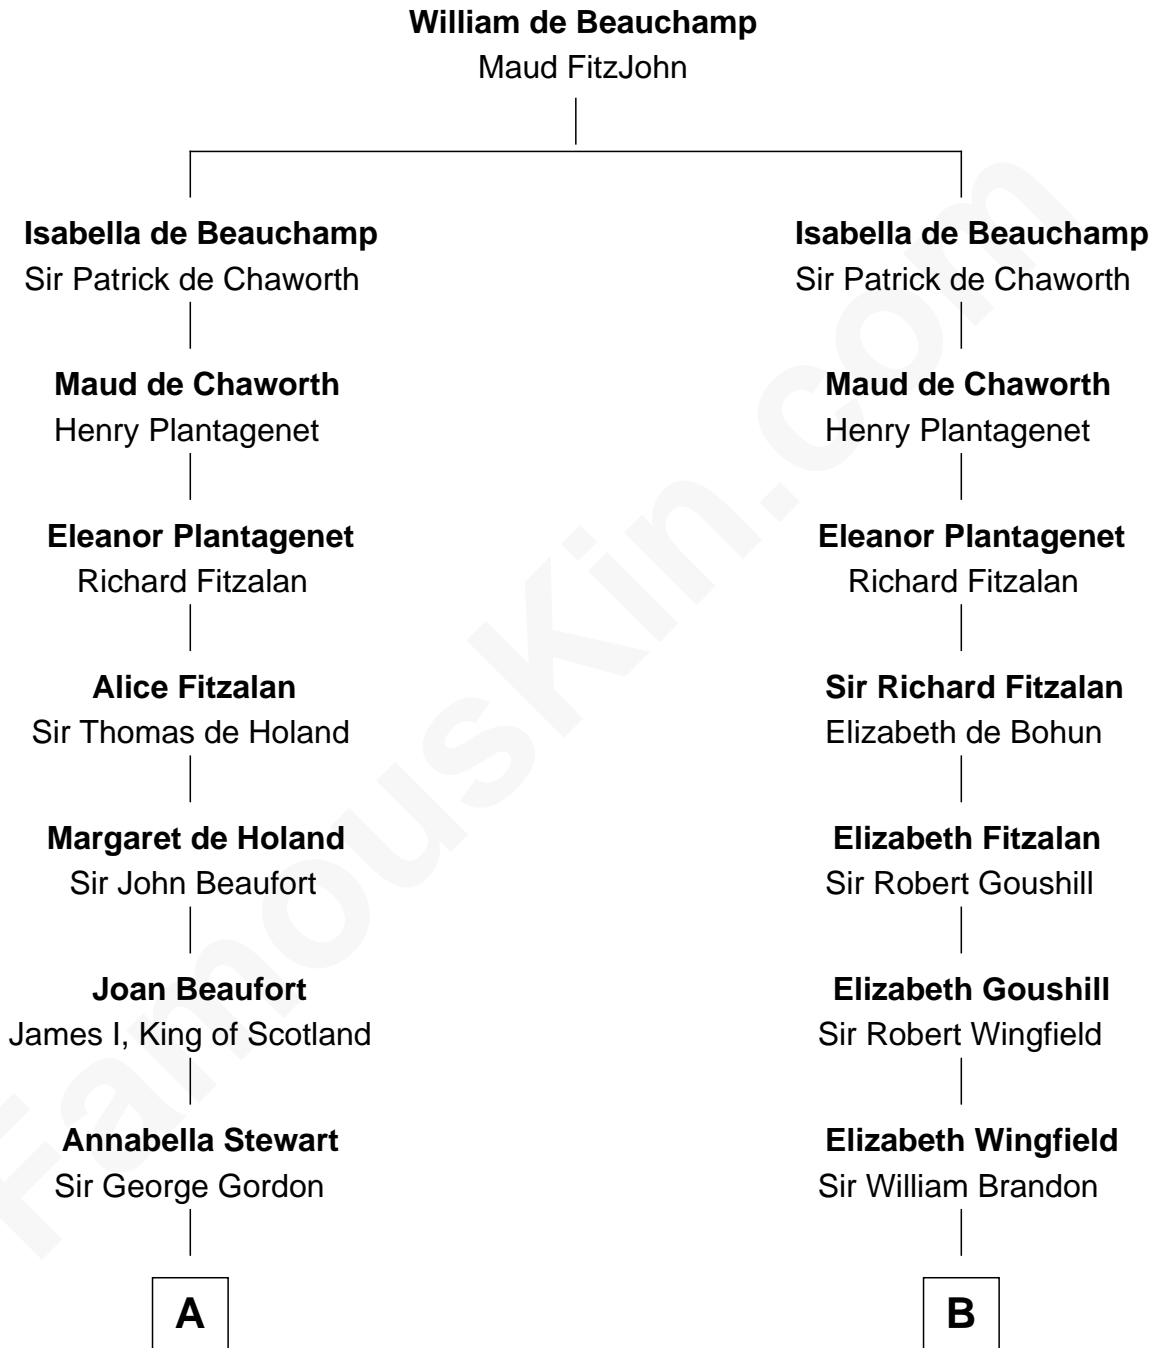 William de Beauchamp
Maud FitzJohn
Isabella de Beauchamp
Sir Patrick de Chaworth
Isabella de Beauchamp
Sir Patrick de Chaworth
Maud de Chaworth
Henry Plantagenet
Maud de Chaworth
Henry Plantagenet
Eleanor Plantagenet
Richard Fitzalan
Eleanor Plantagenet
Richard Fitzalan
Alice Fitzalan
Sir Thomas de Holand
Sir Richard Fitzalan
Elizabeth de Bohun
Margaret de Holand
Sir John Beaufort
Elizabeth Fitzalan
Sir Robert Goushill
Joan Beaufort
James I, King of Scotland
Elizabeth Goushill
Sir Robert Wingfield
Annabella Stewart
Sir George Gordon
Elizabeth Wingfield
Sir William Brandon
A
B
FamousKin.com